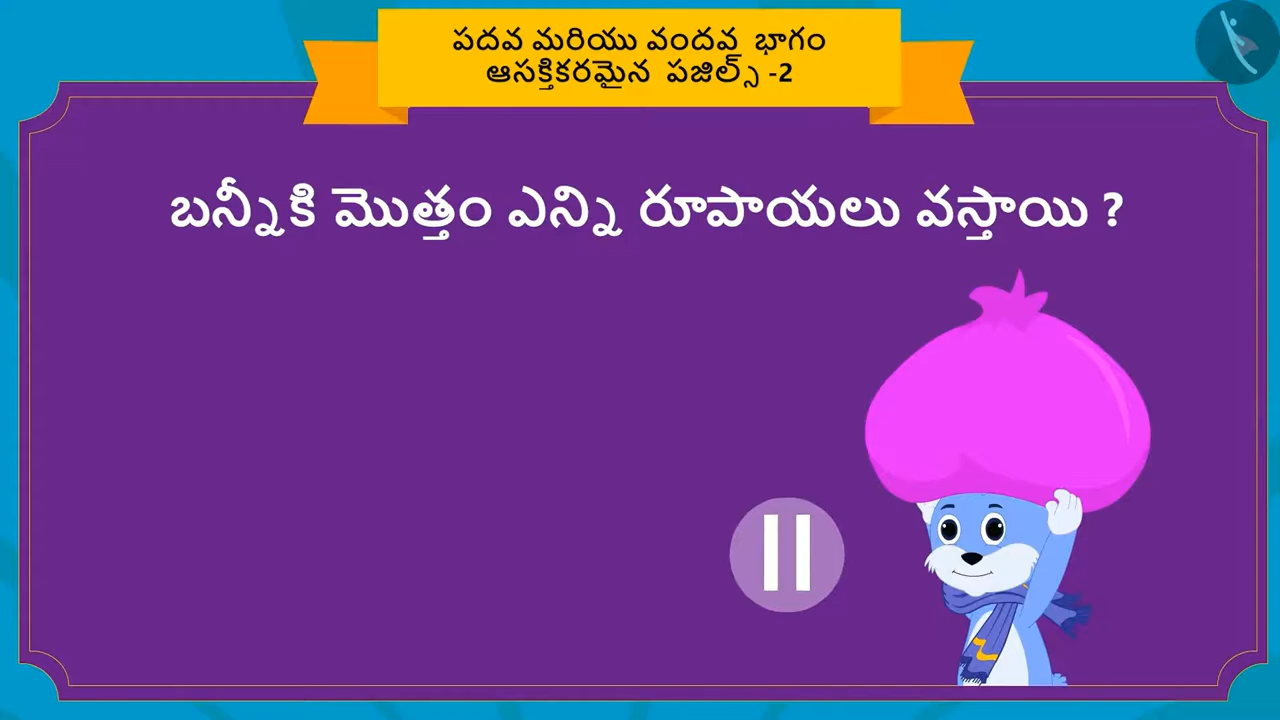 పదవ మరియు వందవ భాగం
ఆసక్తికరమైన పజిల్స్ -2
బన్నీకి మొత్తం ఎన్ని రూపాయలు వస్తాయి ?